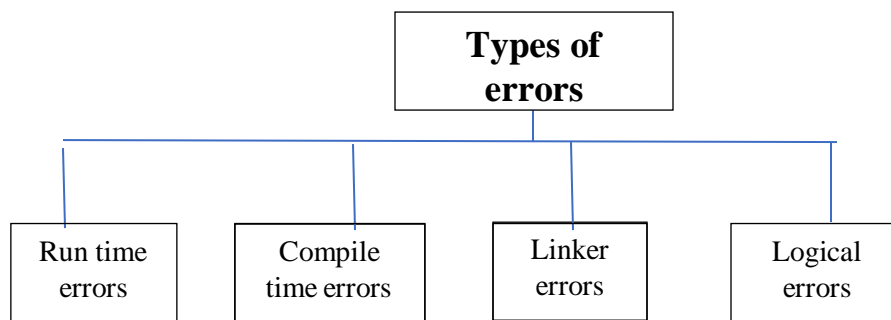 Types of
errors
Run time
errors
Compile
time errors
Linker
errors
Logical
errors